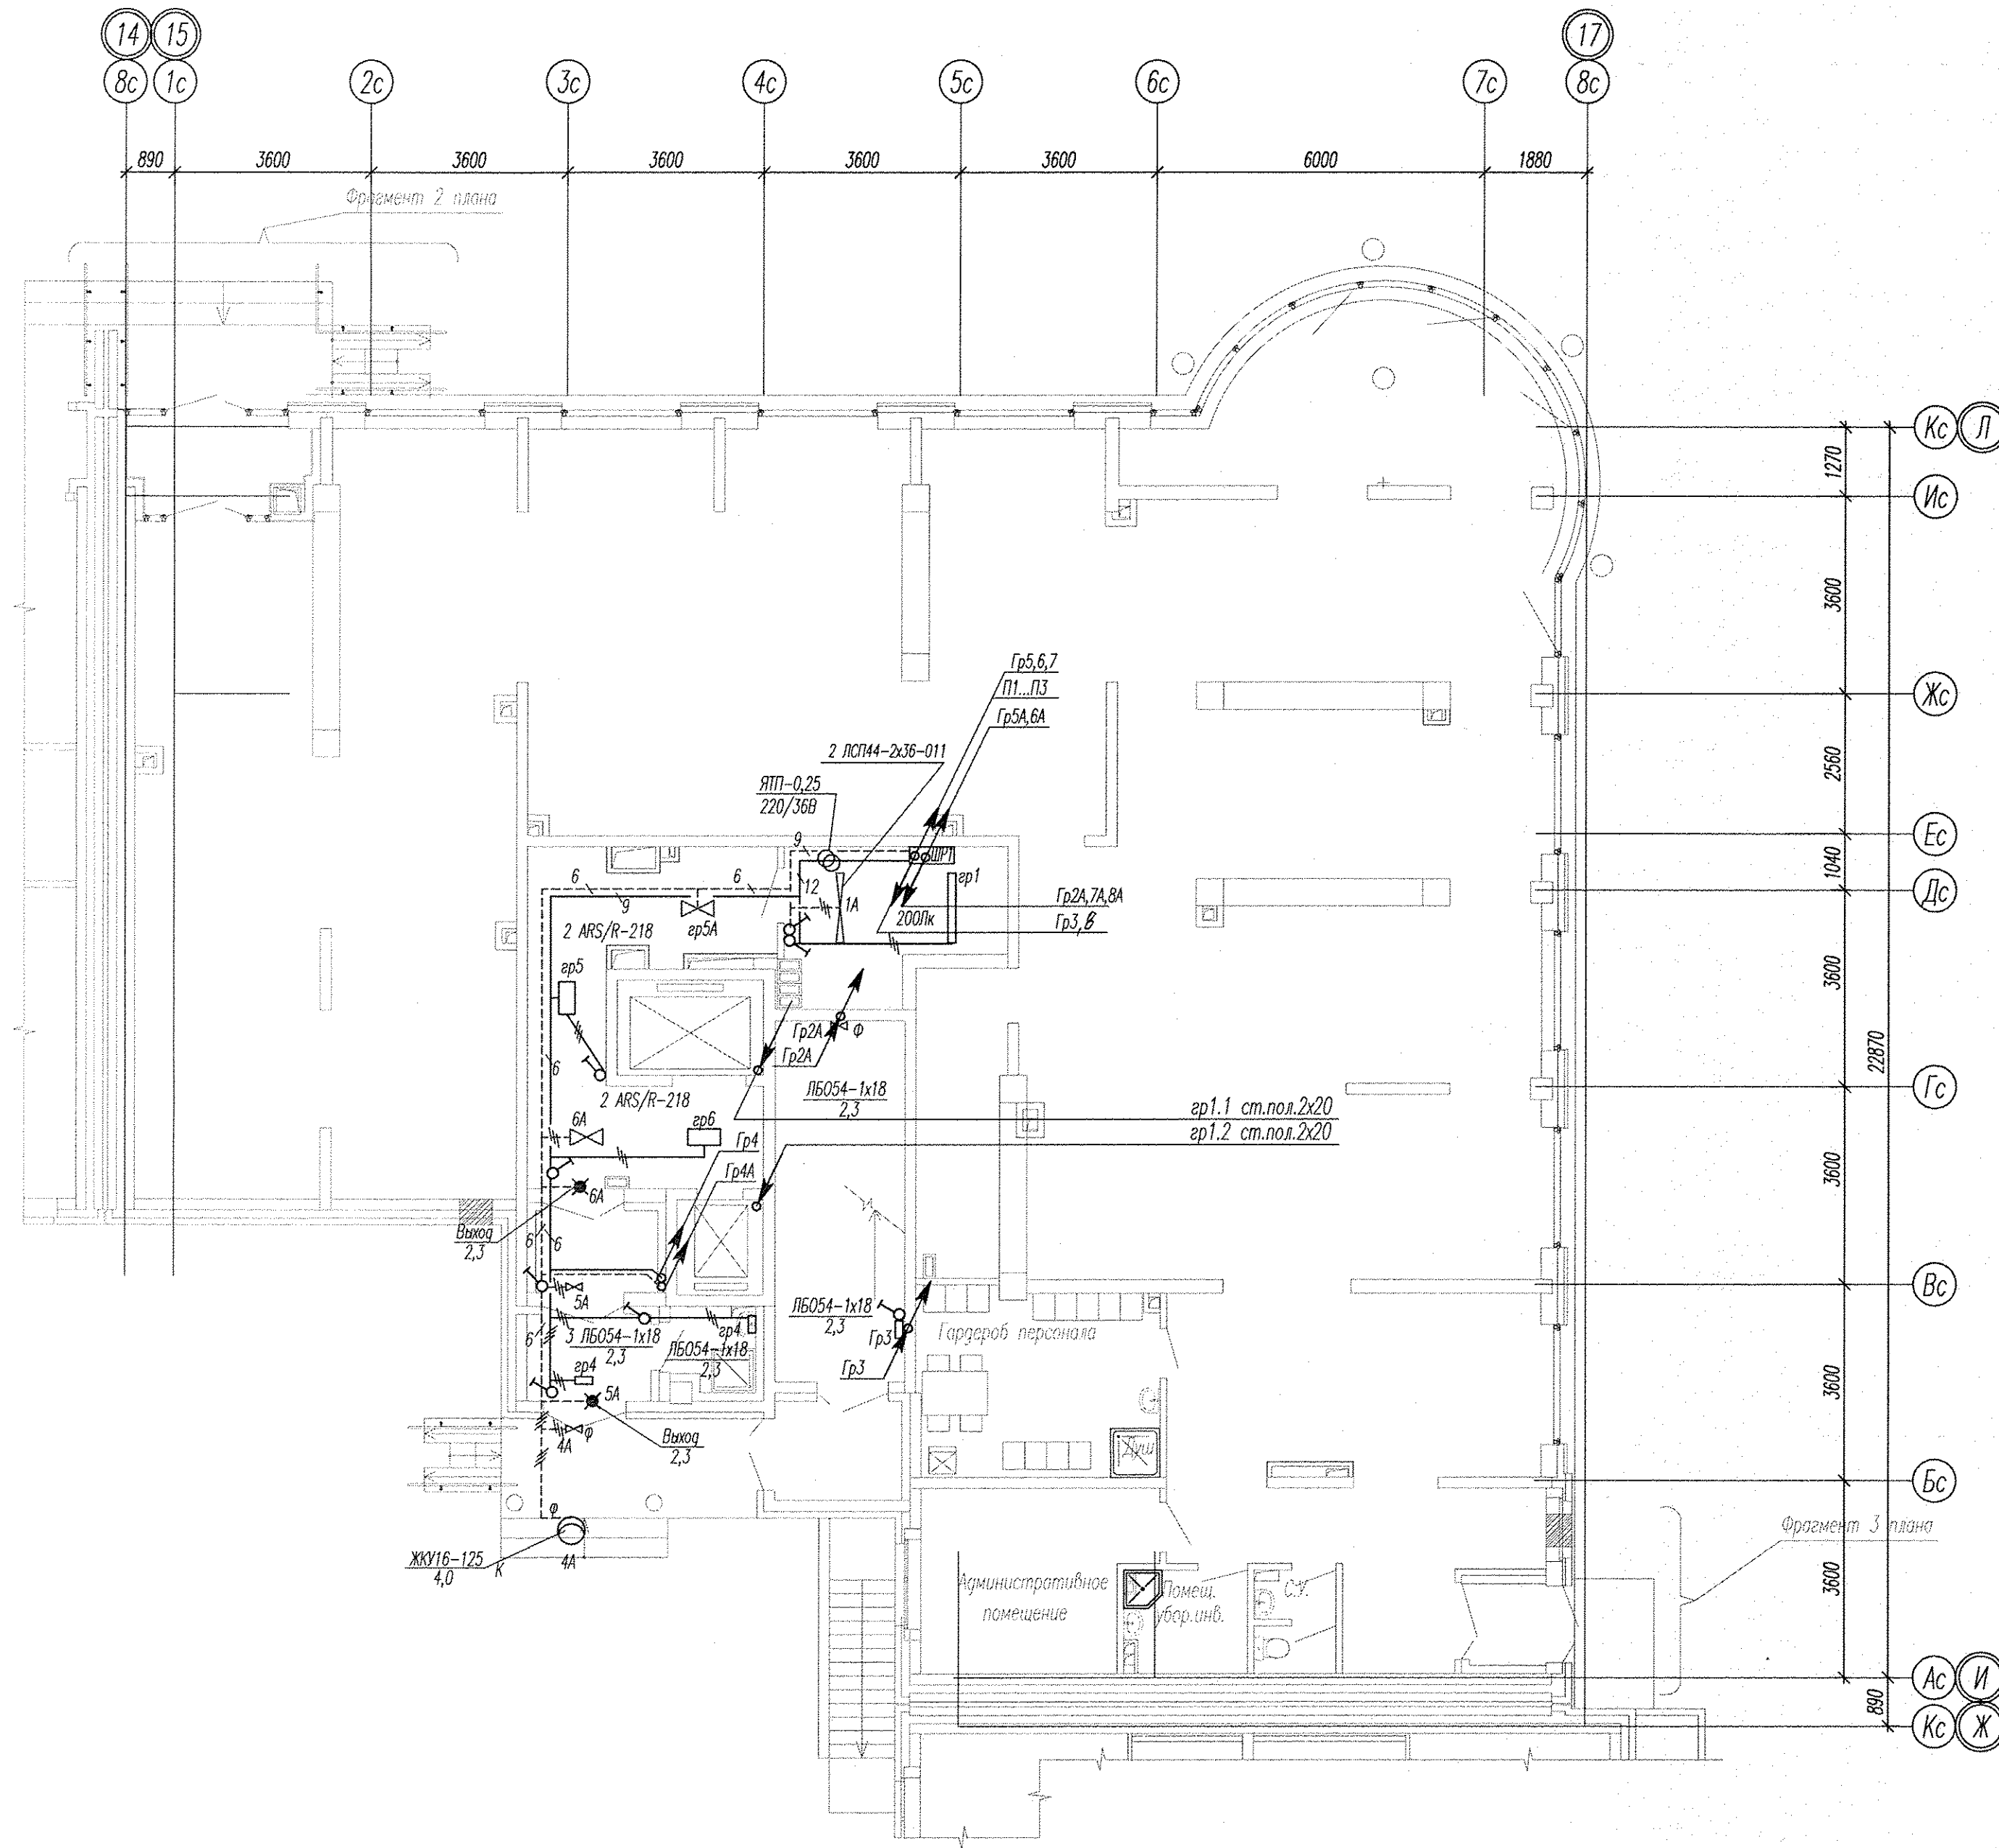 14 15 17
8с 1с 2с 3с 4с 5с 6с 7с 8с
890 3600 3600 3600 3600 3600 6000 1880
Фрагмент 2 плана
Кс Л
1270
Ис
3600
Гр5,6,7
П1...П3
Жс
Гр5А,6А
2 ЛСП44-2х36-011
2560
ЯТП-0,25
220/36В
Ес
9
ШР1
1040
6 6 12 гр1
9
1А
Дс
Гр2А,7А,8А
200Лк
гр5А
Гр3,
2 ARS/R-218
3600
гр5
22870
Гр2А Ф
Гр2А
6
Гс
ЛБО54-1х18
2,3
2 ARS/R-218
гр1.1 ст.пол.2х20
6А гр6
гр1.2 ст.пол.2х20
Гр4
3600
Гр4А
6А
Выход
2,3
6 6
Вс
5А
ЛБО54-1х18
2,3
Гр3
Гардероб персонала
6
3 ЛБО54-1х18
2,3
гр4
ЛБО54-1х18
2,3
гр4
Гр3
3600
5А
4А Ф
Выход
2,3
Душ
Бс
Ф
Фрагмент 3 плана
ЖКУ16-125
4,0
К
4А
3600
Административное
помещение
Помещ.
убор.инв.
С.У.
Ас И
890
Кс Ж